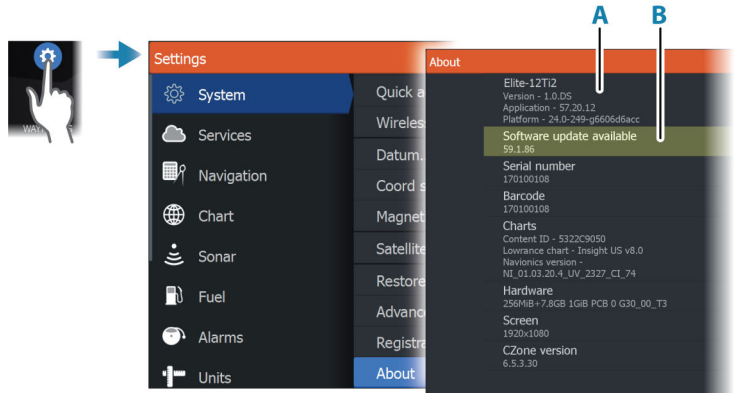 A
B
Settings
System
Services
Navigation
Chart
Sonar
Fuel
Alarms
Units
Quick a
Wireles
Datum.
Coord s
Magnet
Satellite
Restore
Advanc
Registra
About
About
Elite-12Ti2
Version - 1.0.DS
Application - 57.20.12
Platform - 24.0-249-g6606d6acc
Software update available
59.1.86
Serial number
170100108
Barcode
170100108
Charts
Content ID - 5322C9050
Lowrance chart - Insight US v8.0
Navionics version -
NI_01.03.20.4_UV_2327_CI_74
Hardware
256MiB+7.8GB 1GiB PCB 0 G30_00_T3
Screen
1920x1080
CZone version
6.5.3.30